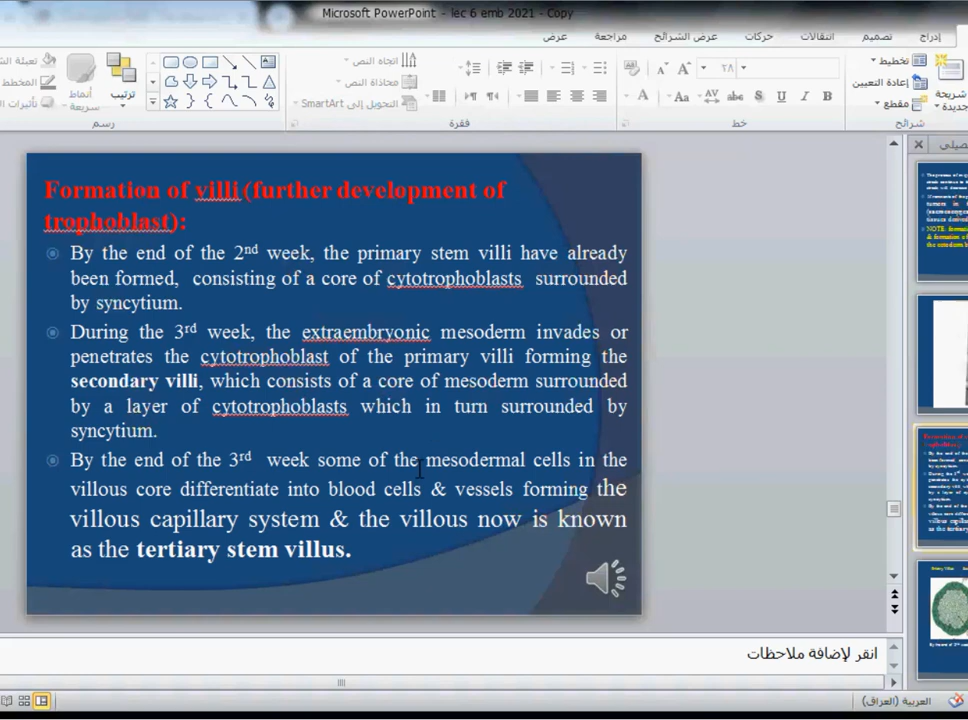 Microsoft PowerPoint - lec 6 emb 2021 - Copy
إدراج
تصميم
انتقالات
حركات
عرض الشرائح
مراجعة
عرض
تخطيط
إعادة التعيين
مقطع
شريحة
جديدة
شرائح
٢٨
Aa
AV
abc
S
U
I
B
A
خط
اتجاه النص
محاذاة النص
التحويل إلى SmartArt
فقرة
ترتيب
أنماط
سريعة
تعبئة
المخطط
تأثيرات
رسم
Formation of villi (further development of
trophoblast):
By the end of the 2nd week, the primary stem villi have already
been formed, consisting of a core of cytotrophoblasts surrounded
by syncytium.
During the 3rd week, the extraembryonic mesoderm invades or
penetrates the cytotrophoblast of the primary villi forming the
secondary villi, which consists of a core of mesoderm surrounded
by a layer of cytotrophoblasts which in turn surrounded by
syncytium.
By the end of the 3rd week some of the mesodermal cells in the
villous core differentiate into blood cells & vessels forming the
villous capillary system & the villous now is known
as the tertiary stem villus.
انقر لإضافة ملاحظات
العربية (العراق)